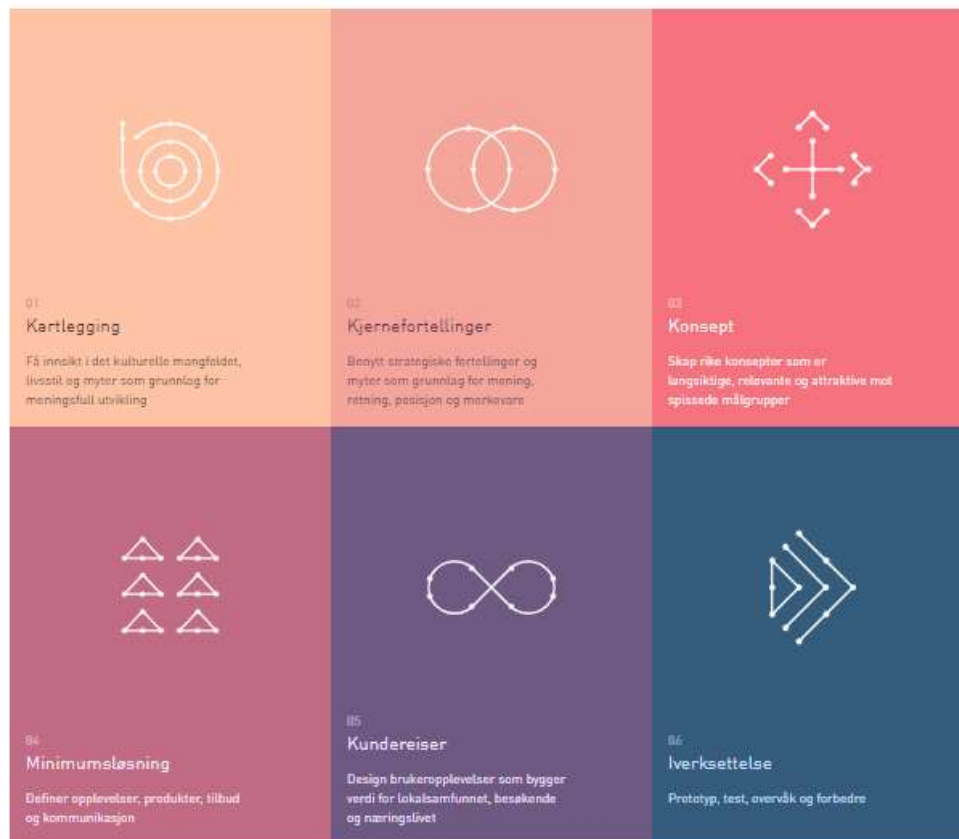 01
Kartlegging
Få innsikt i det kulturelle mangfoldet,
livsstil og myter som grunnlag for
meningsfull utvikling
02
Kjernefortellinger
Benytt strategiske fortellinger og
myter som grunnlag for mening,
retning, posisjon og merkevare
03
Konsept
Skap rike konsepter som er
langsiktige, relevante og attraktive mot
spissede målgrupper
04
Minimumsløsning
Definer opplevelser, produkter, tilbud
og kommunikasjon
05
Kundereiser
Design brukeropplevelser som bygger
verdi for lokalsamfunnet, besøkende
og næringslivet
06
Iverksettelse
Prototyp, test, overvåk og forbedre